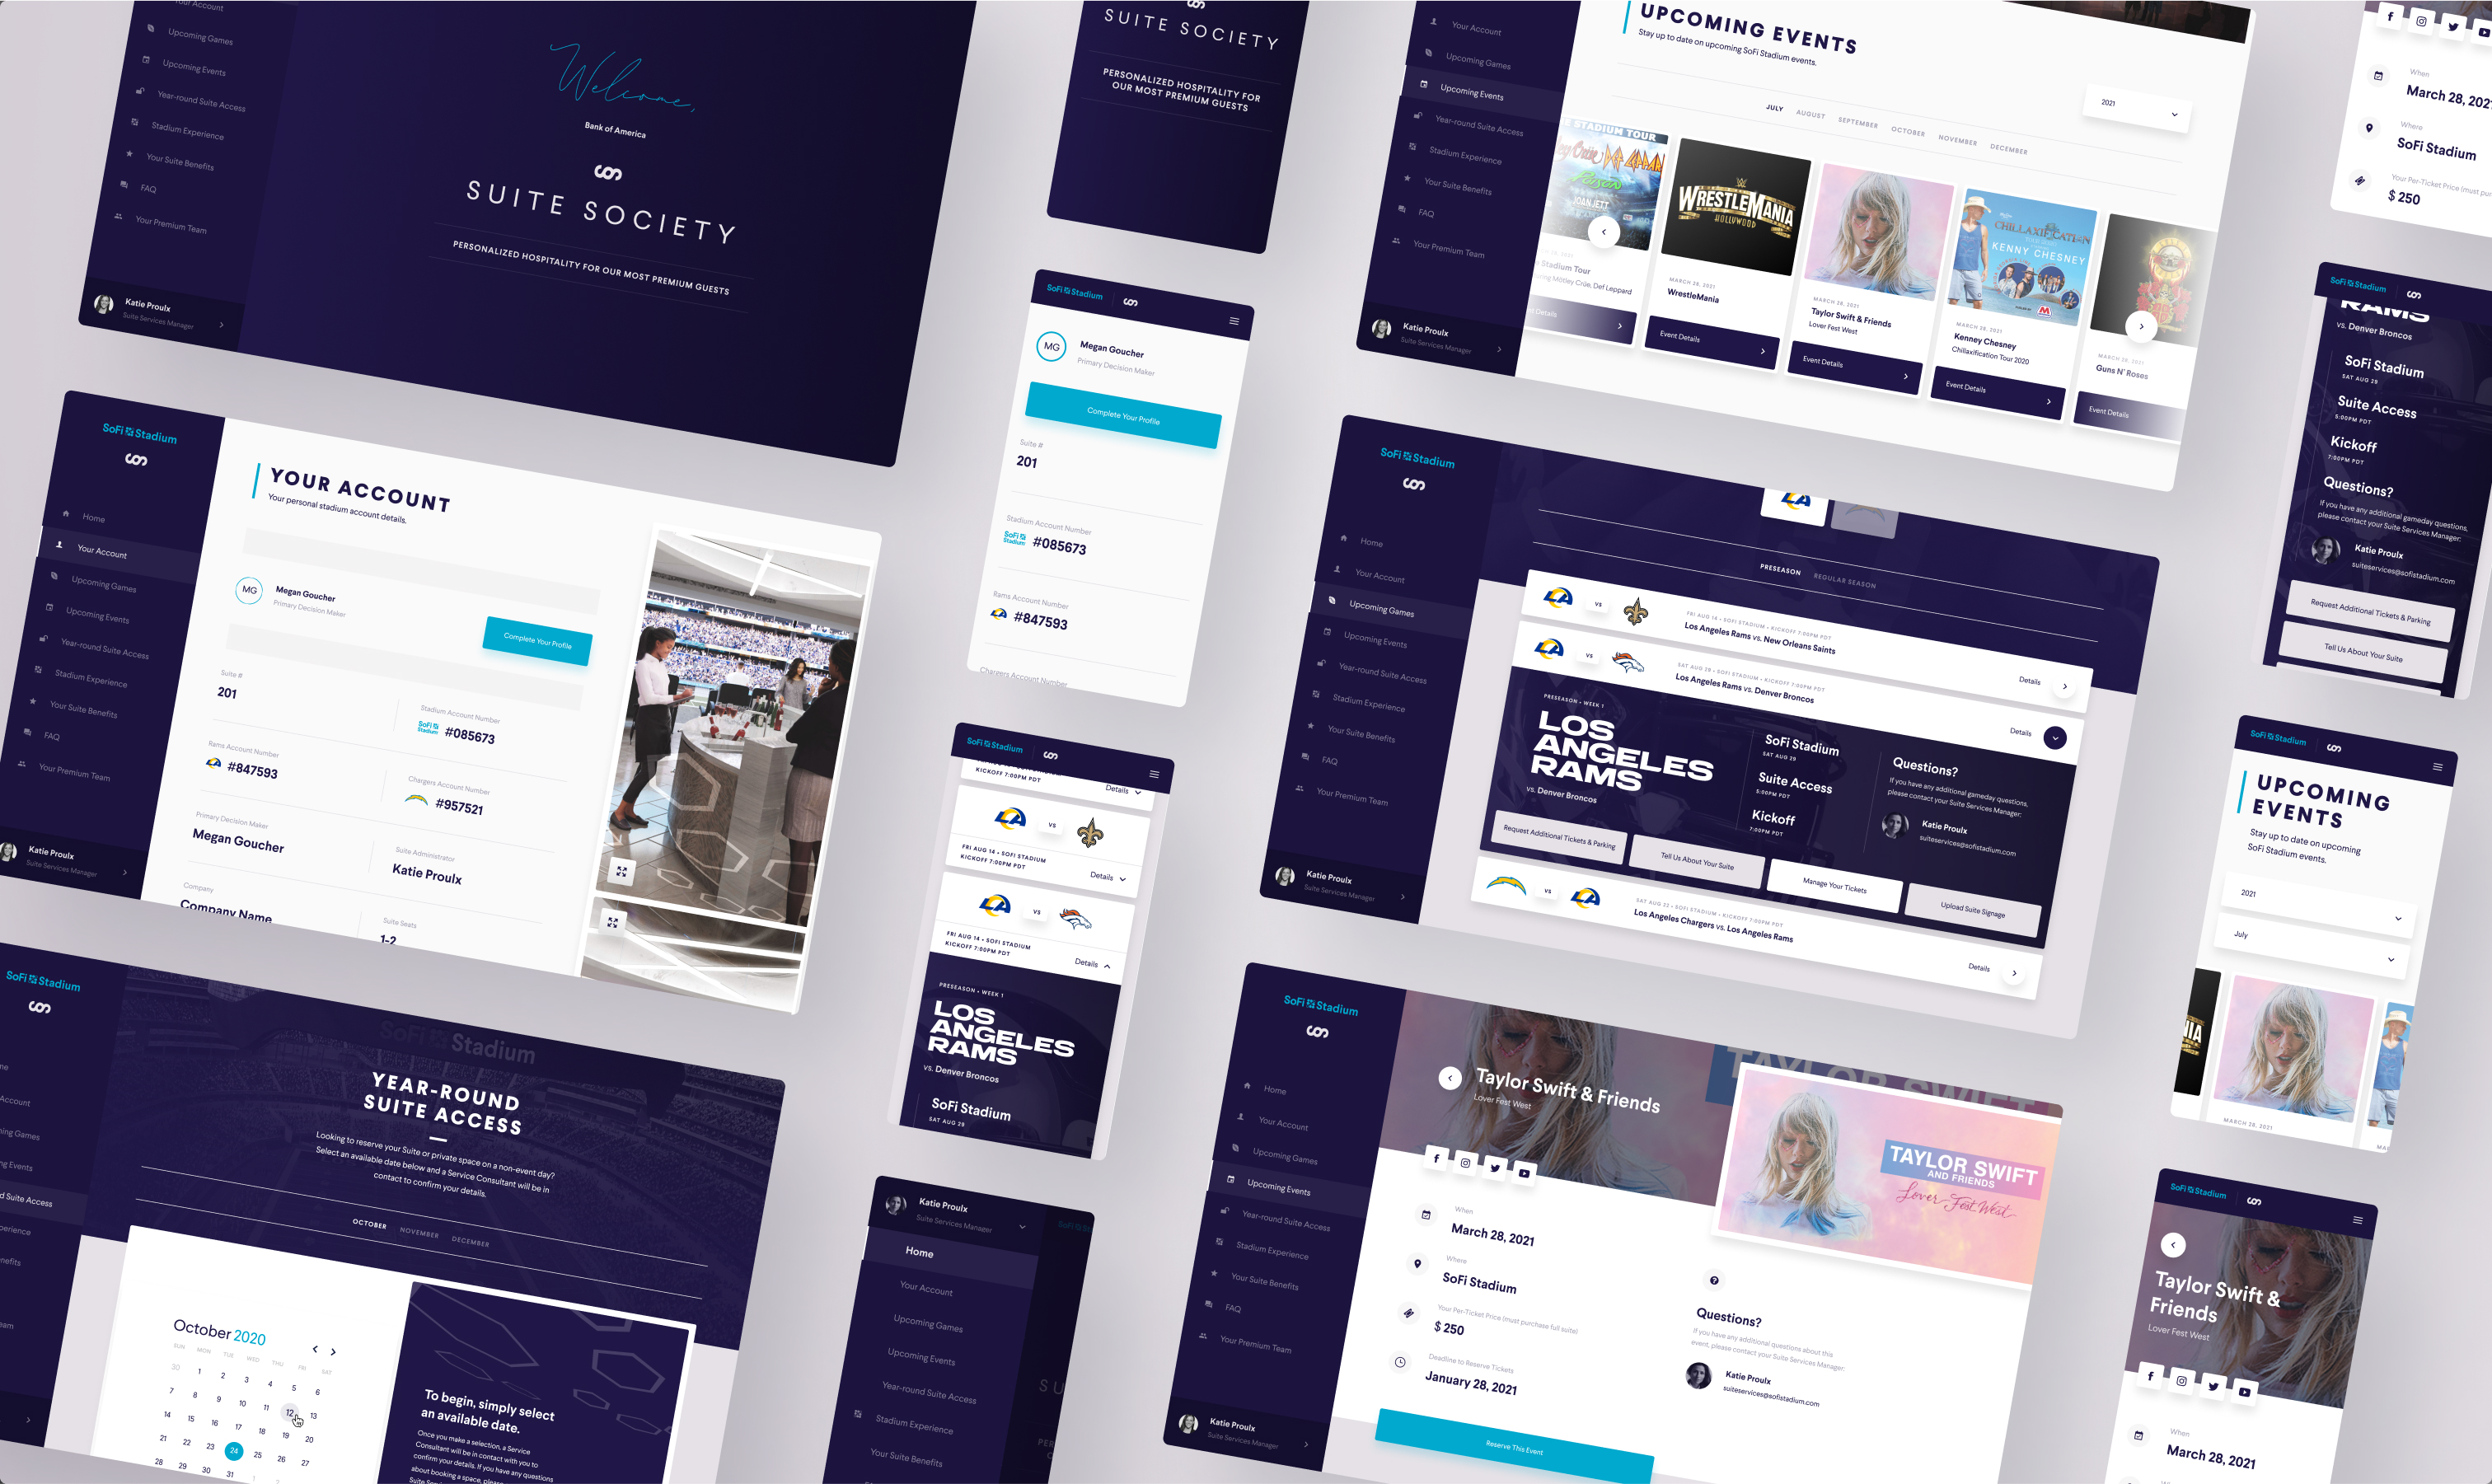 Your Account
Upcoming Games
Upcoming Events
Year-round Suite Access
Stadium Experience
Your Suite Benefits
FAQ
Your Premium Team
Katie Proulx
Suite Services Manager
Welcome,
Bank of America
SUITE SOCIETY
PERSONALIZED HOSPITALITY FOR OUR MOST PREMIUM GUESTS
SUITE SOCIETY
PERSONALIZED HOSPITALITY FOR
OUR MOST PREMIUM GUESTS
Your Account
Upcoming Games
Upcoming Events
Year-round Suite Access
Stadium Experience
Your Suite Benefits
FAQ
Your Premium Team
Katie Proulx
Suite Services Manager
UPCOMING EVENTS
Stay up to date on upcoming SoFi Stadium events.
2021
JULY AUGUST SEPTEMBER OCTOBER NOVEMBER DECEMBER
STADIUM TOUR
DEF LEPPARD
POISON
JOAN JETT
Stadium Tour
Mötley Crüe, Def Leppard
WRESTLEMANIA
HOLLYWOOD
MARCH 28, 2021
WrestleMania
Event Details
MARCH 28, 2021
Taylor Swift & Friends
Lover Fest West
Event Details
CHILLAXIFICATION
KENNY CHESNEY
MARCH 28, 2021
Kenney Chesney
Chillaxification Tour 2020
Event Details
MARCH 28, 2021
Guns N' Roses
Event Details
When
March 28, 202
Where
SoFi Stadium
Your Per-Ticket Price (must pu
$ 250
SoFi Stadium
Home
Your Account
Upcoming Games
Upcoming Events
Year-round Suite Access
Stadium Experience
Your Suite Benefits
FAQ
Your Premium Team
Katie Proulx
Suite Services Manager
YOUR ACCOUNT
Your personal stadium account details.
MG
Megan Goucher
Primary Decision Maker
Complete Your Profile
Suite #
201
Stadium Account Number
SoFi Stadium
#085673
Rams Account Number
#847593
Chargers Account Number
#957521
Primary Decision Maker
Megan Goucher
Suite Administrator
Katie Proulx
Company
Company Name
Suite Seats
1-2
SoFi Stadium
MG
Megan Goucher
Primary Decision Maker
Complete Your Profile
Suite #
201
Stadium Account Number
SoFi Stadium
#085673
Rams Account Number
#847593
Chargers Account Number
SoFi Stadium
Home
Your Account
Upcoming Games
Upcoming Events
Year-round Suite Access
Stadium Experience
Your Suite Benefits
FAQ
Your Premium Team
Katie Proulx
Suite Services Manager
PRESEASON REGULAR SEASON
VS
FRI AUG 14 • SOFI STADIUM • KICKOFF 7:00PM PDT
Los Angeles Rams vs. New Orleans Saints
Details
VS
SAT AUG 29 • SOFI STADIUM • KICKOFF 7:00PM PDT
Los Angeles Rams vs. Denver Broncos
Details
PRESEASON • WEEK 1
LOS
ANGELES
RAMS
vs. Denver Broncos
SoFi Stadium
SAT AUG 29
Suite Access
5:00PM PDT
Kickoff
7:00PM PDT
Questions?
If you have any additional gameday questions,
please contact your Suite Services Manager:
Katie Proulx
suiteservices@sofistadium.com
Request Additional Tickets & Parking
Tell Us About Your Suite
Manage Your Tickets
Upload Suite Signage
VS
SAT AUG 22 • SOFI STADIUM • KICKOFF 7:00PM PDT
Los Angeles Chargers vs. Los Angeles Rams
Details
SoFi Stadium
RAMS
vs. Denver Broncos
SoFi Stadium
SAT AUG 29
Suite Access
5:00PM PDT
Kickoff
7:00PM PDT
Questions?
If you have any additional gameday questions,
please contact your Suite Services Manager:
Katie Proulx
suiteservices@sofistadium.com
Request Additional Tickets & Parking
Tell Us About Your Suite
SoFi Stadium
KICKOFF 7:00PM PDT
Details
VS
FRI AUG 14 • SOFI STADIUM
KICKOFF 7:00PM PDT
Details
VS
FRI AUG 14 • SOFI STADIUM
KICKOFF 7:00PM PDT
Details
PRESEASON • WEEK 1
LOS
ANGELES
RAMS
vs. Denver Broncos
SoFi Stadium
SAT AUG 29
SoFi Stadium
UPCOMING
EVENTS
Stay up to date on upcoming
SoFi Stadium events.
2021
July
MARCH 28, 2021
SoFi Stadium
Account
ing Games
ng Events
d Suite Access
perience
enefits
eam
SoFi Stadium
YEAR-ROUND
SUITE ACCESS
Looking to reserve your Suite or private space on a non-event day?
Select an available date below and a Service Consultant will be in
contact to confirm your details.
OCTOBER NOVEMBER DECEMBER
October 2020
SUN MON TUE WED THU FRI SAT
30 1 2 3 4 5 6
7 8 9 10 11 12 13
14 15 16 17 18 19 20
21 22 23 24 25 26 27
28 29 30 31 1
To begin, simply select
an available date.
Once you make a selection, a Service
Consultant will be in contact with you to
confirm your details. If you have any questions
about booking a space, please
Katie Proulx
Suite Services Manager
Home
Your Account
Upcoming Games
Upcoming Events
Year-round Suite Access
Stadium Experience
Your Suite Benefits
SoFi Stadium
Home
Your Account
Upcoming Games
Upcoming Events
Year-round Suite Access
Stadium Experience
Your Suite Benefits
FAQ
Your Premium Team
Katie Proulx
Suite Services Manager
Taylor Swift & Friends
Lover Fest West
TAYLOR SWIFT
TAYLOR SWIFT
AND FRIENDS
Lover Fest West
When
March 28, 2021
Where
SoFi Stadium
Your Per-Ticket Price (must purchase full suite)
$ 250
Deadline to Reserve Tickets
January 28, 2021
Questions?
If you have any additional questions about this
event, please contact your Suite Services Manager:
Katie Proulx
suiteservices@sofistadium.com
Reserve This Event
SoFi Stadium
Taylor Swift &
Friends
Lover Fest West
When
March 28, 2021